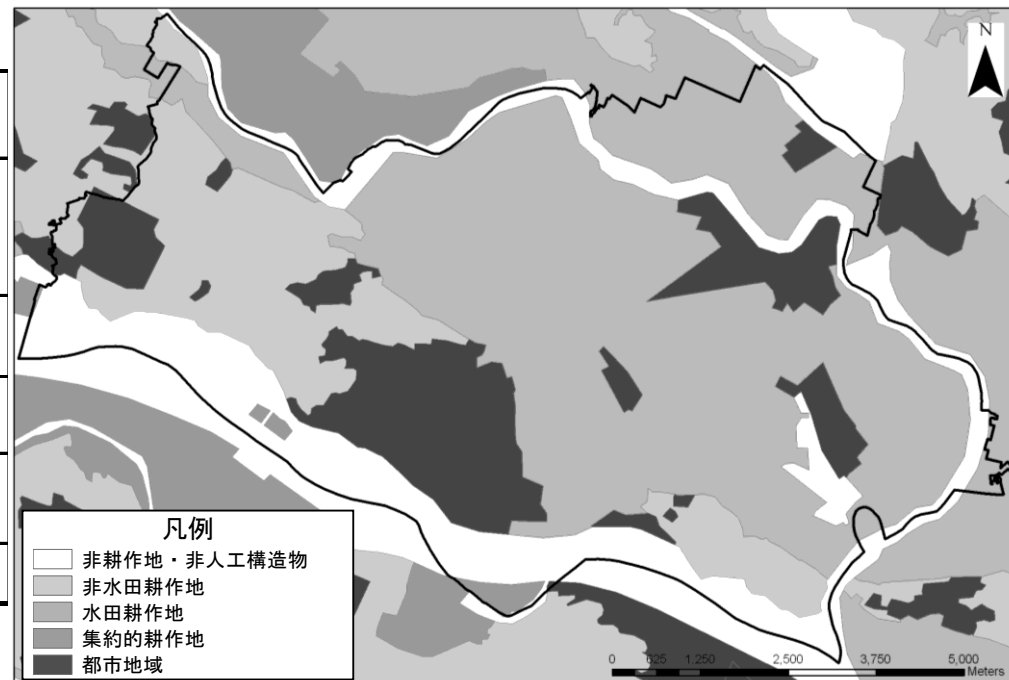 N
凡例
非耕作地・非人工構造物
非水田耕作地
水田耕作地
集約的耕作地
都市地域
0 625 1.250 2,500 3,750 5,000
Meters